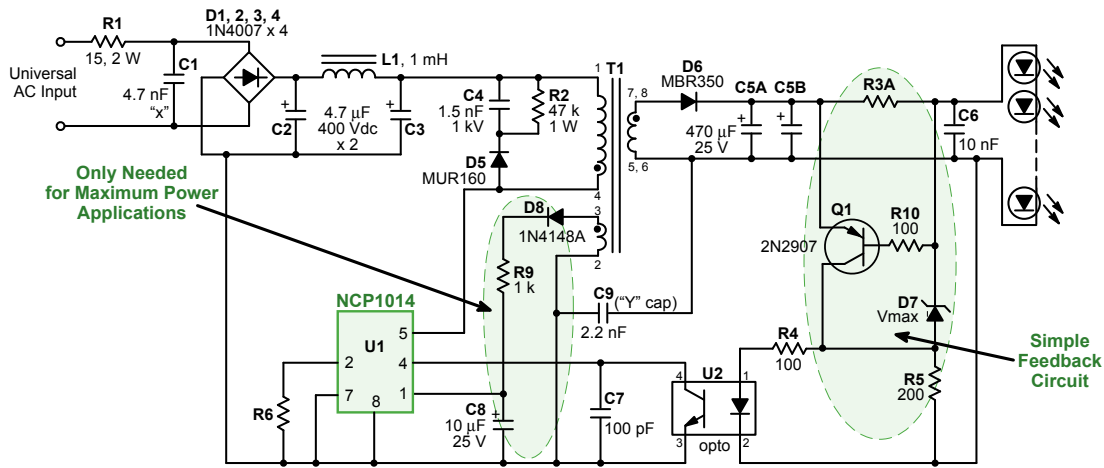 D1, 2, 3, 4
1N4007 x 4
R1
15, 2 W
C1
4.7 nF
“x”
Universal
AC Input
L1, 1 mH
C2
4.7 μF
400 Vdc
x 2
C3
C4
1.5 nF
1 kV
R2
47 k
1 W
D5
MUR160
T1
1
4
3
2
7, 8
5, 6
D6
MBR350
C5A
C5B
470 μF
25 V
R3A
C6
10 nF
Only Needed
for Maximum Power
Applications
D8
1N4148A
R9
1 k
C9
(“Y” cap)
2.2 nF
Q1
2N2907
R10
100
D7
Vmax
Simple
Feedback
Circuit
NCP1014
U1
2
7
8
5
4
1
R6
C8
10 μF
25 V
C7
100 pF
U2
4
3
1
2
opto
R4
100
R5
200